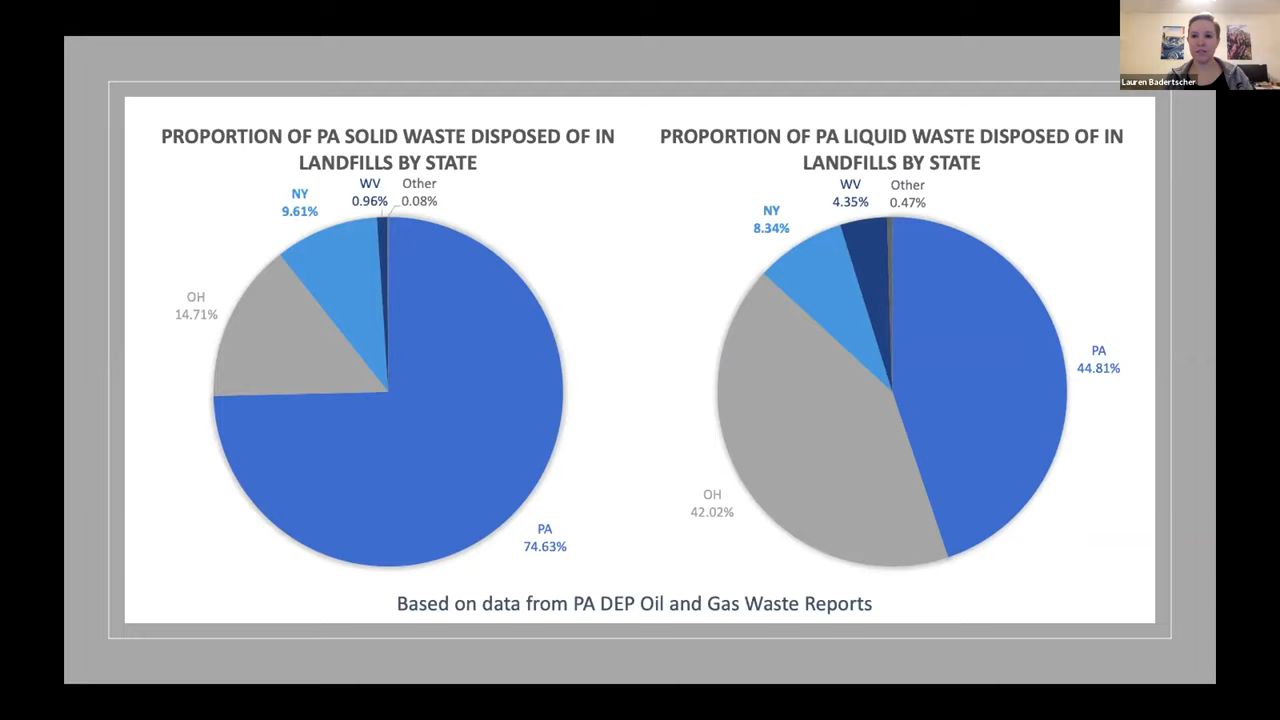 Lauren Badertscher
PROPORTION OF PA SOLID WASTE DISPOSED OF IN
LANDFILLS BY STATE
WV
0.96%
Other
0.08%
NY
9.61%
OH
14.71%
PA
74.63%
PROPORTION OF PA LIQUID WASTE DISPOSED OF IN
LANDFILLS BY STATE
WV
4.35%
Other
0.47%
NY
8.34%
PA
44.81%
OH
42.02%
Based on data from PA DEP Oil and Gas Waste Reports